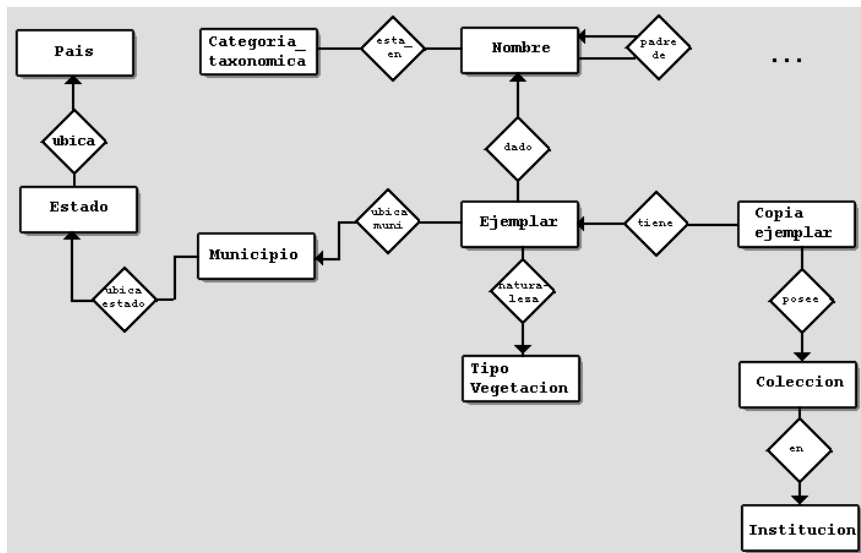 Categoria_
taxonomica
esta_
en
Nombre
padre
de
...
Pais
ubica
dado
Estado
ubica
muni
Ejemplar
tiene
Copia
ejemplar
Municipio
ubica
estado
natura-
leza
posee
Tipo
Vegetacion
Coleccion
en
Institucion